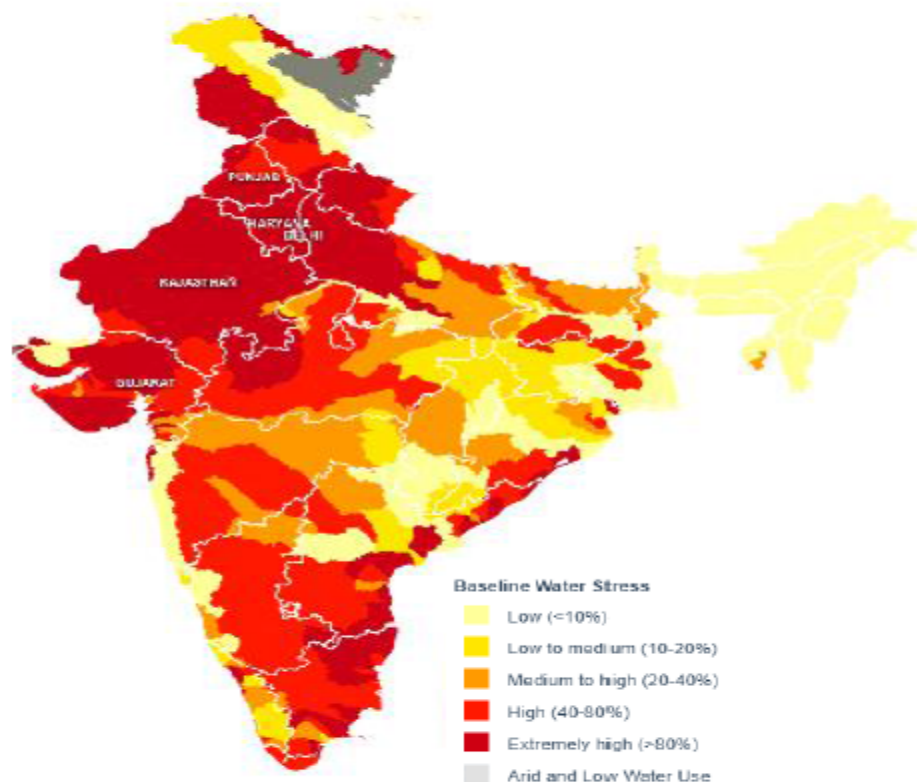 PUNJAB
HARYANA
DELHI
RAJASTHAN
GUJARAT
Baseline Water Stress
Low (<10%)
Low to medium (10-20%)
Medium to high (20-40%)
High (40-80%)
Extremely high (>80%)
Arid and Low Water Use